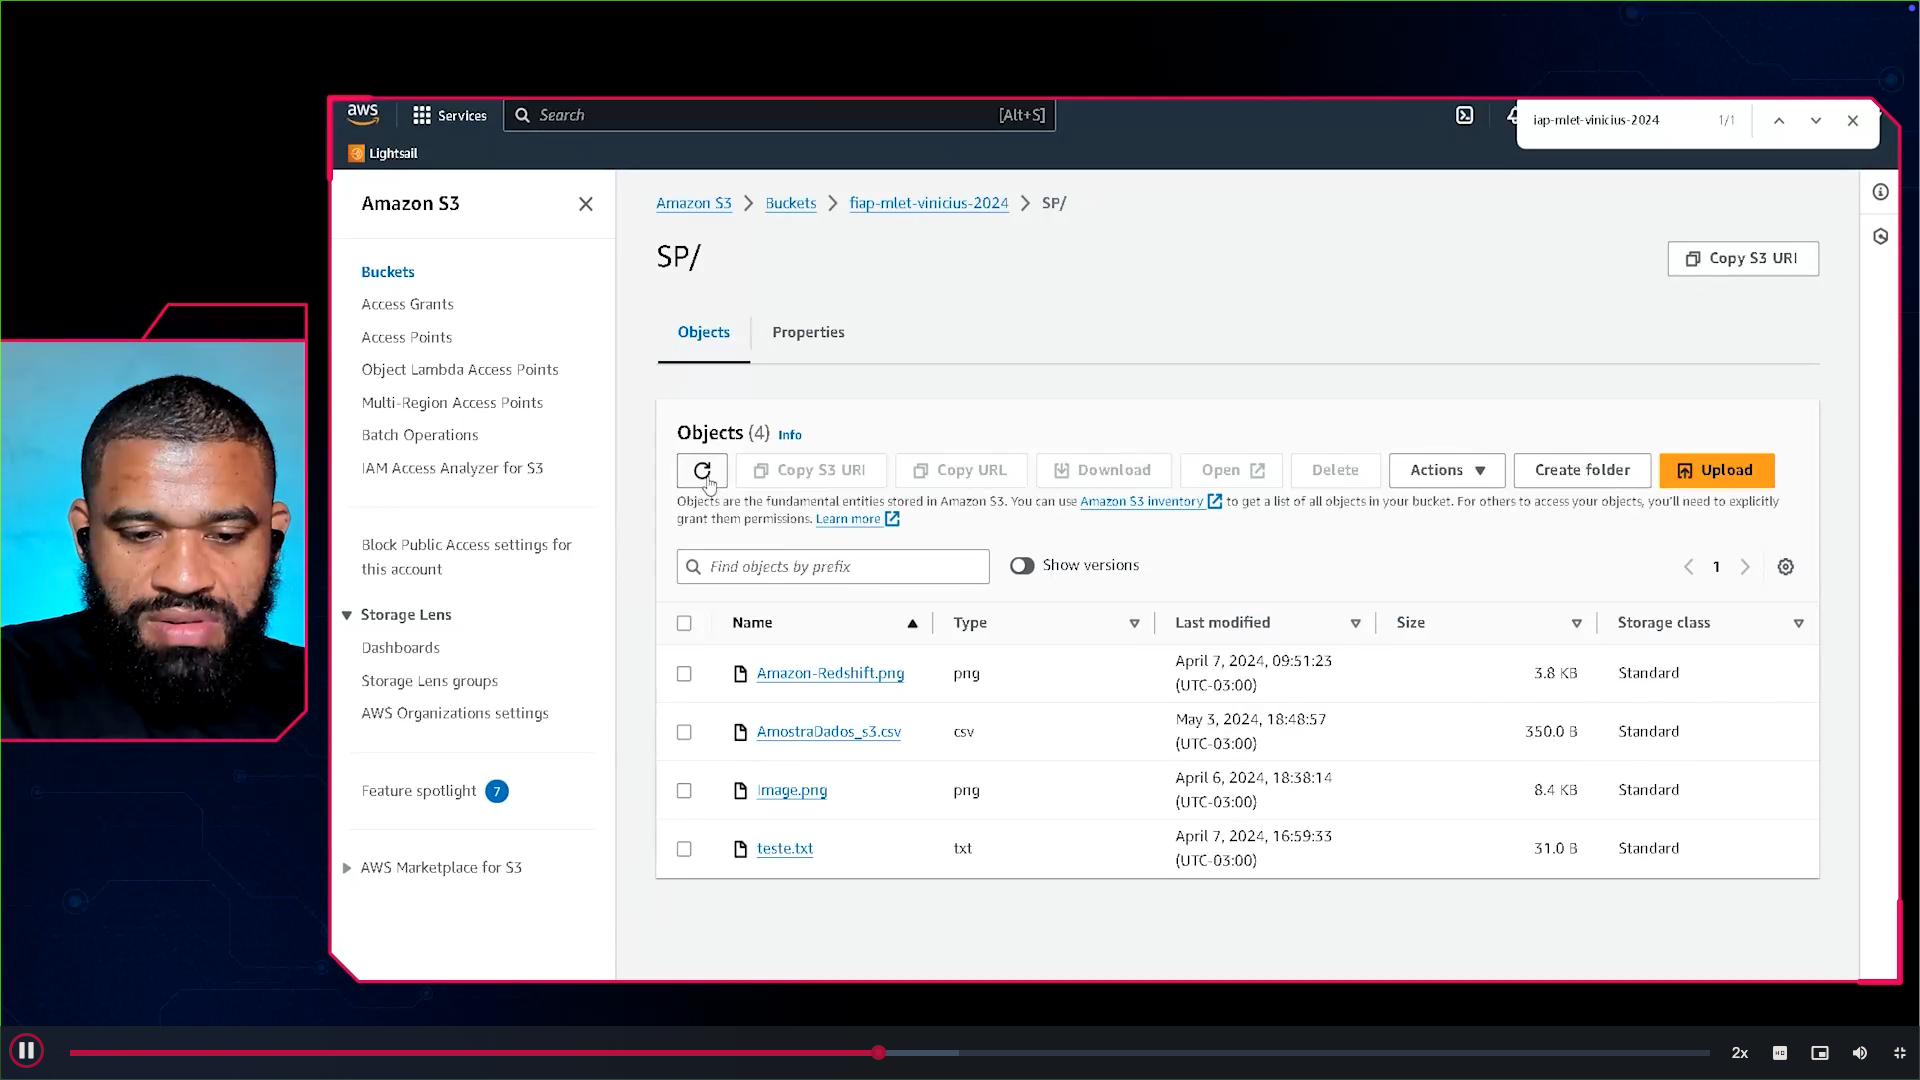 aws
Services
Search
[Alt+S]
iap-mlet-vinicius-2024
1/1
Lightsail
Amazon S3
Amazon S3
Buckets
fiap-mlet-vinicius-2024
SP/
SP/
Copy S3 URI
Buckets
Access Grants
Access Points
Object Lambda Access Points
Multi-Region Access Points
Batch Operations
IAM Access Analyzer for S3
Block Public Access settings for
this account
Storage Lens
Dashboards
Storage Lens groups
AWS Organizations settings
Feature spotlight 7
AWS Marketplace for S3
Objects
Properties
Objects (4) Info
Copy S3 URI
Copy URL
Download
Open
Delete
Actions
Create folder
Upload
Objects are the fundamental entities stored in Amazon S3. You can use Amazon S3 inventory to get a list of all objects in your bucket. For others to access your objects, you'll need to explicitly
grant them permissions. Learn more
Find objects by prefix
Show versions
1
Name
Type
Last modified
Size
Storage class
Amazon-Redshift.png
png
April 7, 2024, 09:51:23
(UTC-03:00)
3.8 KB
Standard
AmostraDados_s3.csv
csv
May 3, 2024, 18:48:57
(UTC-03:00)
350.0 B
Standard
Image.png
png
April 6, 2024, 18:38:14
(UTC-03:00)
8.4 KB
Standard
teste.txt
txt
April 7, 2024, 16:59:33
(UTC-03:00)
31.0 B
Standard
2x
HD